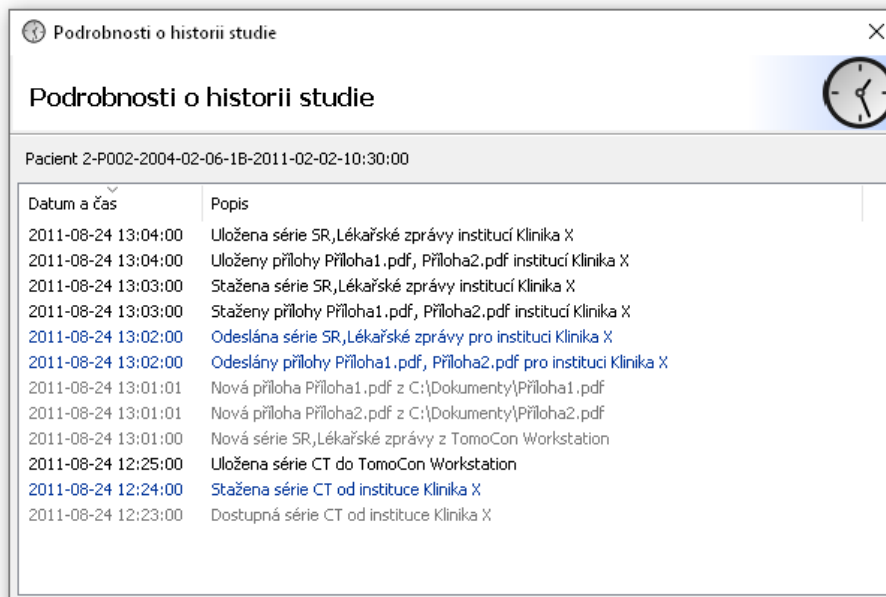 Podrobnosti o historii studie
Podrobnosti o historii studie
Pacient 2-P002-2004-02-06-1B-2011-02-02-10:30:00
Datum a čas Popis
2011-08-24 13:04:00 Uložena série SR,Lékařské zprávy institucí Klinika X
2011-08-24 13:04:00 Uloženy přílohy Příloha1.pdf, Příloha2.pdf institucí Klinika X
2011-08-24 13:03:00 Stažena série SR,Lékařské zprávy institucí Klinika X
2011-08-24 13:03:00 Staženy přílohy Příloha1.pdf, Příloha2.pdf institucí Klinika X
2011-08-24 13:02:00 Odeslána série SR,Lékařské zprávy pro instituci Klinika X
2011-08-24 13:02:00 Odeslány přílohy Příloha1.pdf, Příloha2.pdf pro instituci Klinika X
2011-08-24 13:01:01 Nová příloha Příloha1.pdf z C:\Dokumenty\Příloha1.pdf
2011-08-24 13:01:01 Nová příloha Příloha2.pdf z C:\Dokumenty\Příloha2.pdf
2011-08-24 13:01:00 Nová série SR,Lékařské zprávy z TomoCon Workstation
2011-08-24 12:25:00 Uložena série CT do TomoCon Workstation
2011-08-24 12:24:00 Stažena série CT od instituce Klinika X
2011-08-24 12:23:00 Dostupná série CT od instituce Klinika X